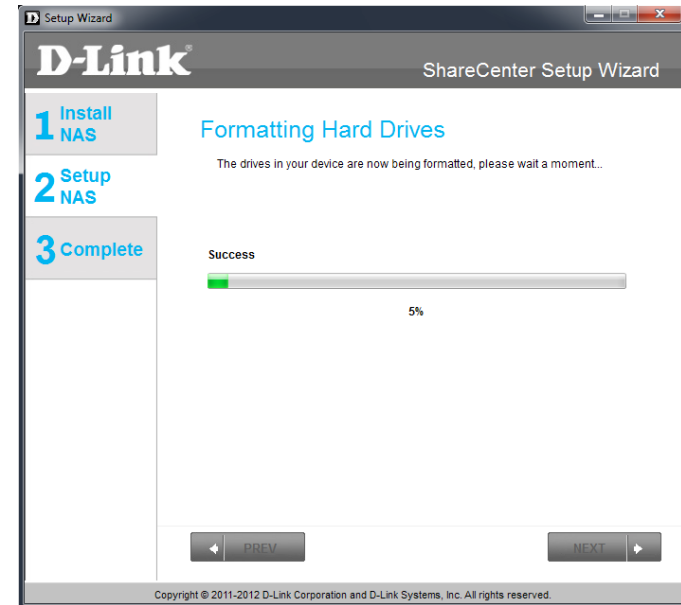 Setup Wizard
D-Link®
ShareCenter Setup Wizard
1 Install
NAS
2 Setup
NAS
3 Complete
Formatting Hard Drives
The drives in your device are now being formatted, please wait a moment...
Success
5%
PREV
NEXT
Copyright © 2011-2012 D-Link Corporation and D-Link Systems, Inc. All rights reserved.